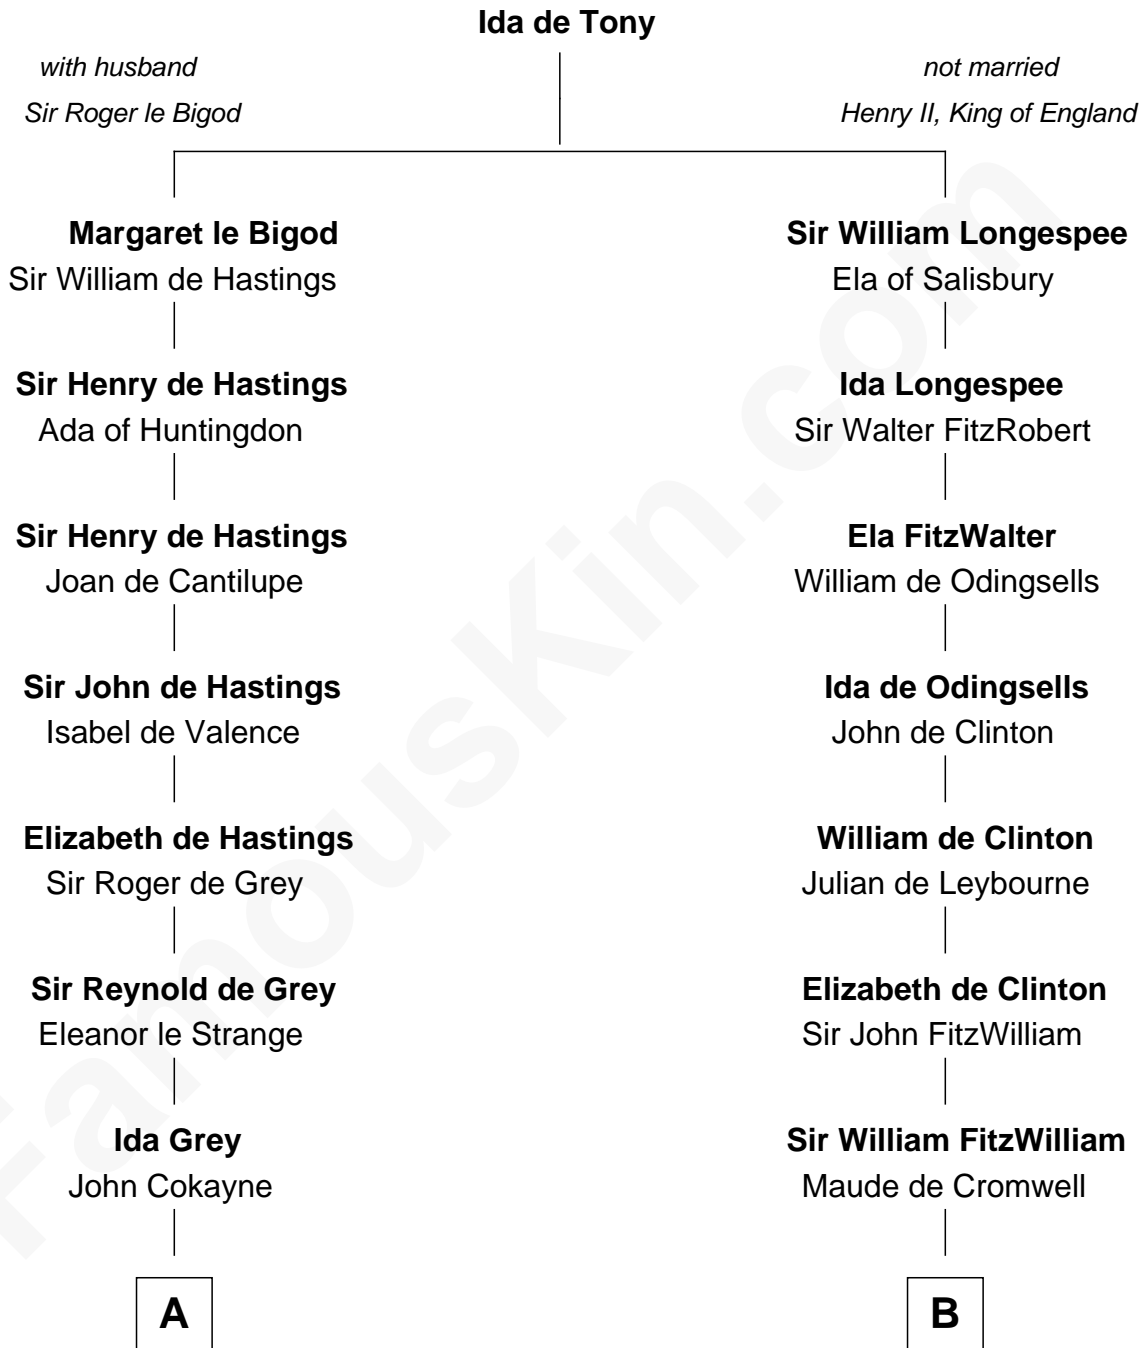 Ida de Tony
with husband
Sir Roger le Bigod
not married
Henry II, King of England
Margaret le Bigod
Sir William de Hastings
Sir William Longespee
Ela of Salisbury
Sir Henry de Hastings
Ada of Huntingdon
Ida Longespee
Sir Walter FitzRobert
Sir Henry de Hastings
Joan de Cantilupe
Ela FitzWalter
William de Odingsells
Sir John de Hastings
Isabel de Valence
Ida de Odingsells
John de Clinton
Elizabeth de Hastings
Sir Roger de Grey
William de Clinton
Julian de Leybourne
Sir Reynold de Grey
Eleanor le Strange
Elizabeth de Clinton
Sir John FitzWilliam
Ida Grey
John Cokayne
Sir William FitzWilliam
Maude de Cromwell
A
B
FamousKin.com